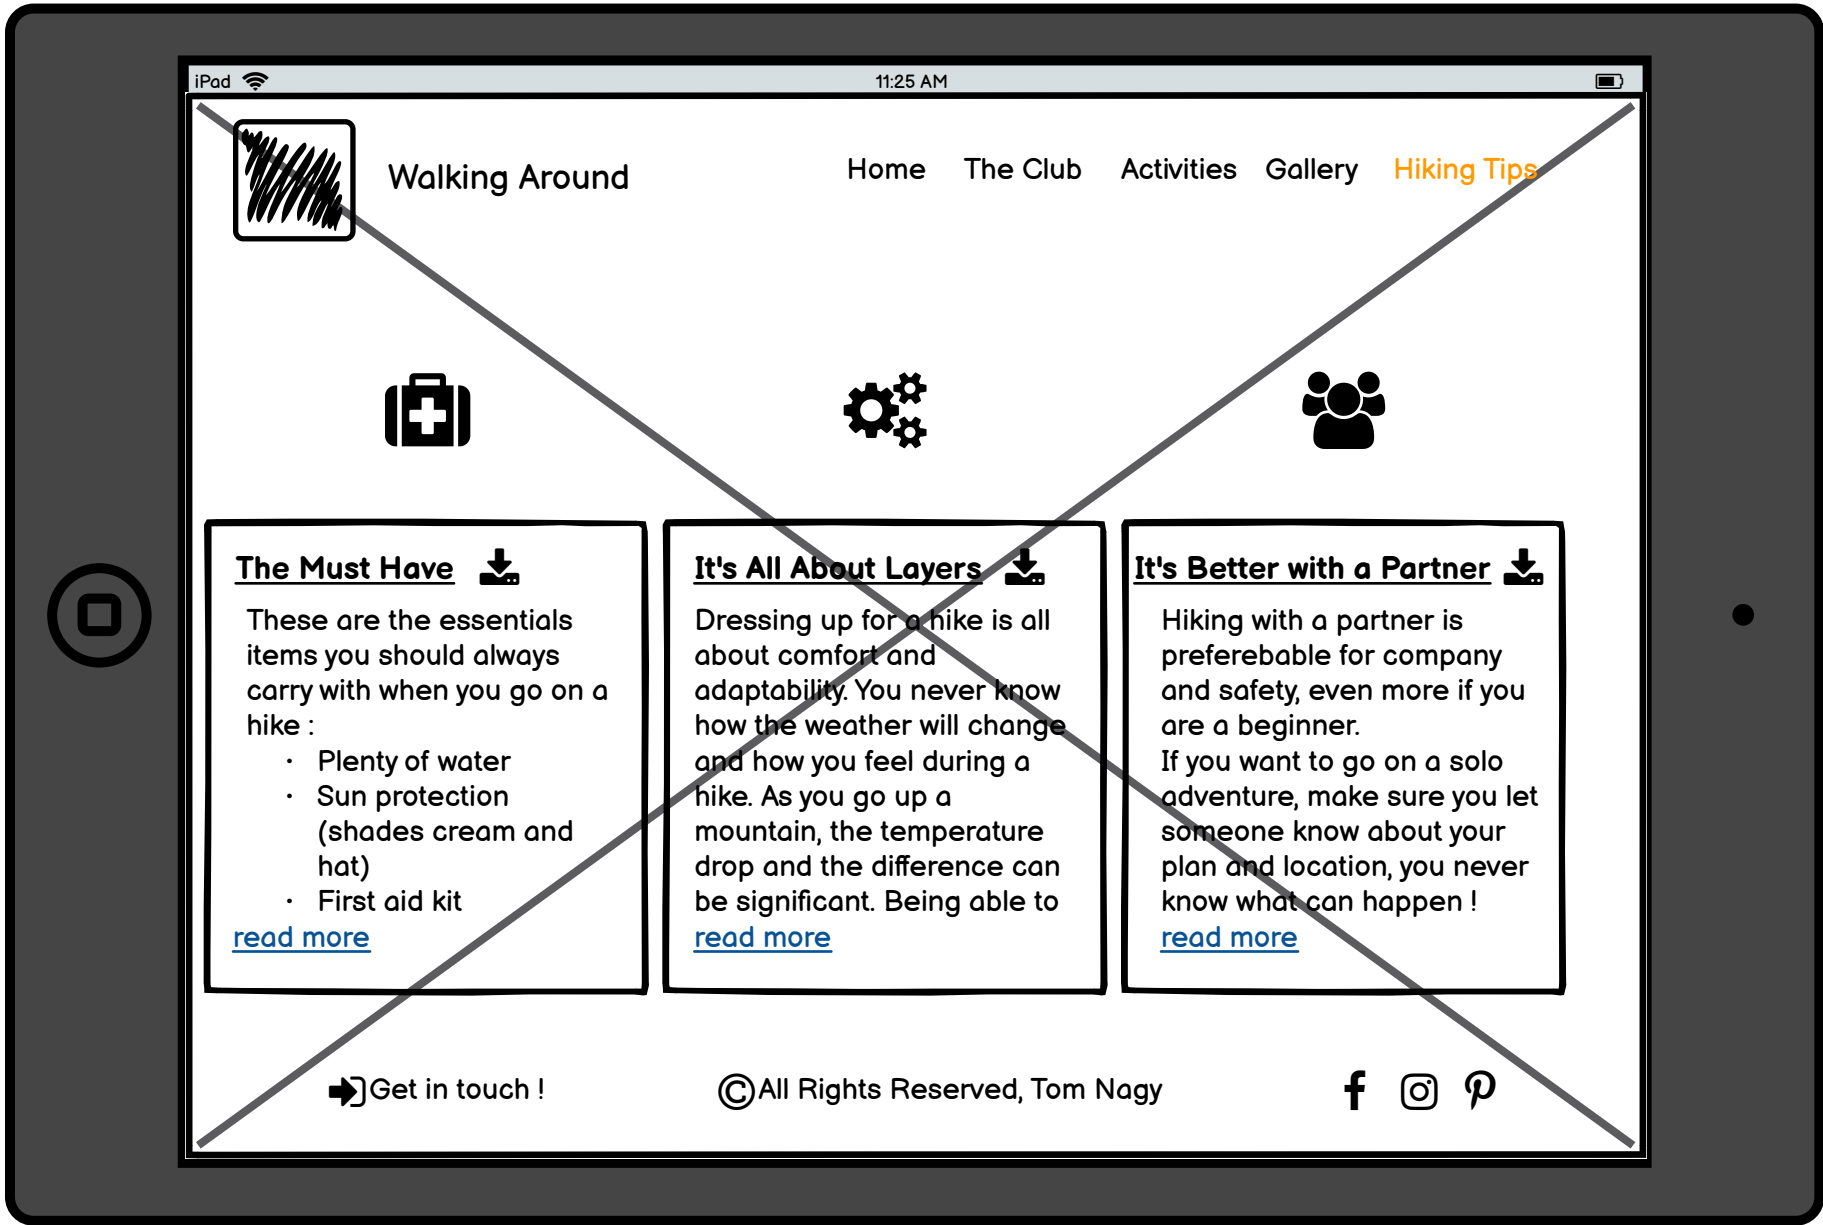 iPad
11:25 AM
Walking Around
Home The Club Activities Gallery Hiking Tips
The Must Have
These are the essentials
items you should always
carry with when you go on a
hike :
· Plenty of water
· Sun protection
(shades cream and
hat)
· First aid kit
read more
It's All About Layers
Dressing up for a hike is all
about comfort and
adaptability. You never know
how the weather will change
and how you feel during a
hike. As you go up a
mountain, the temperature
drop and the difference can
be significant. Being able to
read more
It's Better with a Partner
Hiking with a partner is
preferebable for company
and safety, even more if you
are a beginner.
If you want to go on a solo
adventure, make sure you let
someone know about your
plan and location, you never
know what can happen !
read more
Get in touch !
©All Rights Reserved, Tom Nagy